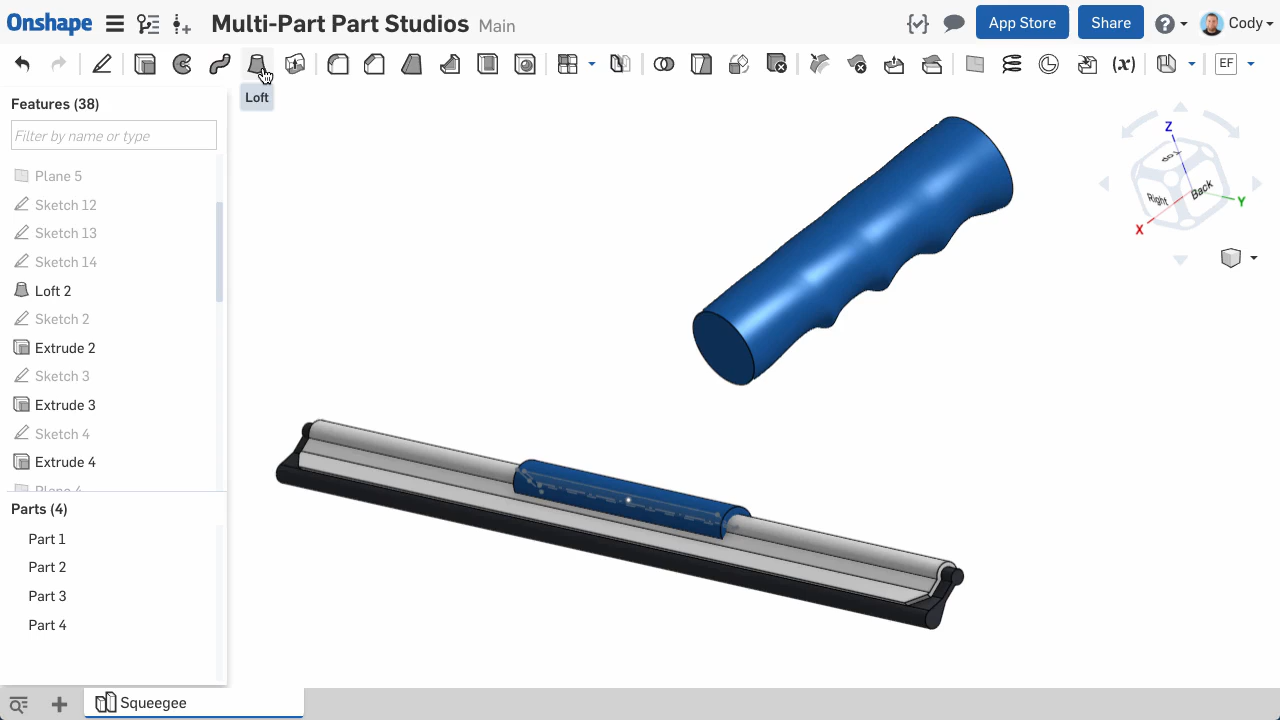 Onshape
Multi-Part Part Studios Main
App Store
Share
Cody
(x)
EF
Loft
Features (38)
Filter by name or type
Plane 5
Sketch 12
Sketch 13
Sketch 14
Loft 2
Sketch 2
Extrude 2
Sketch 3
Extrude 3
Sketch 4
Extrude 4
Parts (4)
Part 1
Part 2
Part 3
Part 4
Z
Right
Back
X
Y
Squeegee